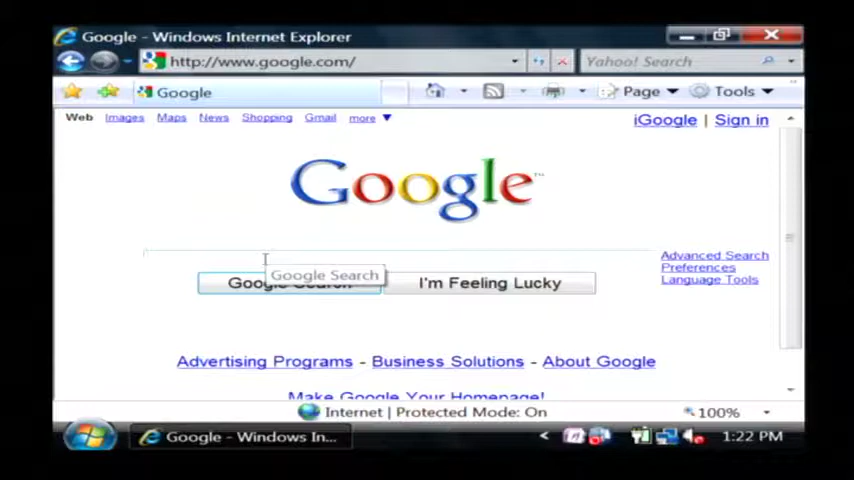 Google - Windows Internet Explorer
http://www.google.com/
Yahoo! Search
Google
Page
Tools
Web Images Maps News Shopping Gmail more
iGoogle | Sign in
Google™
Advanced Search
Preferences
Language Tools
Google Search
Google Search
I'm Feeling Lucky
Advertising Programs - Business Solutions - About Google
Make Google Your Homepage!
Internet | Protected Mode: On
100%
Google - Windows In...
1:22 PM